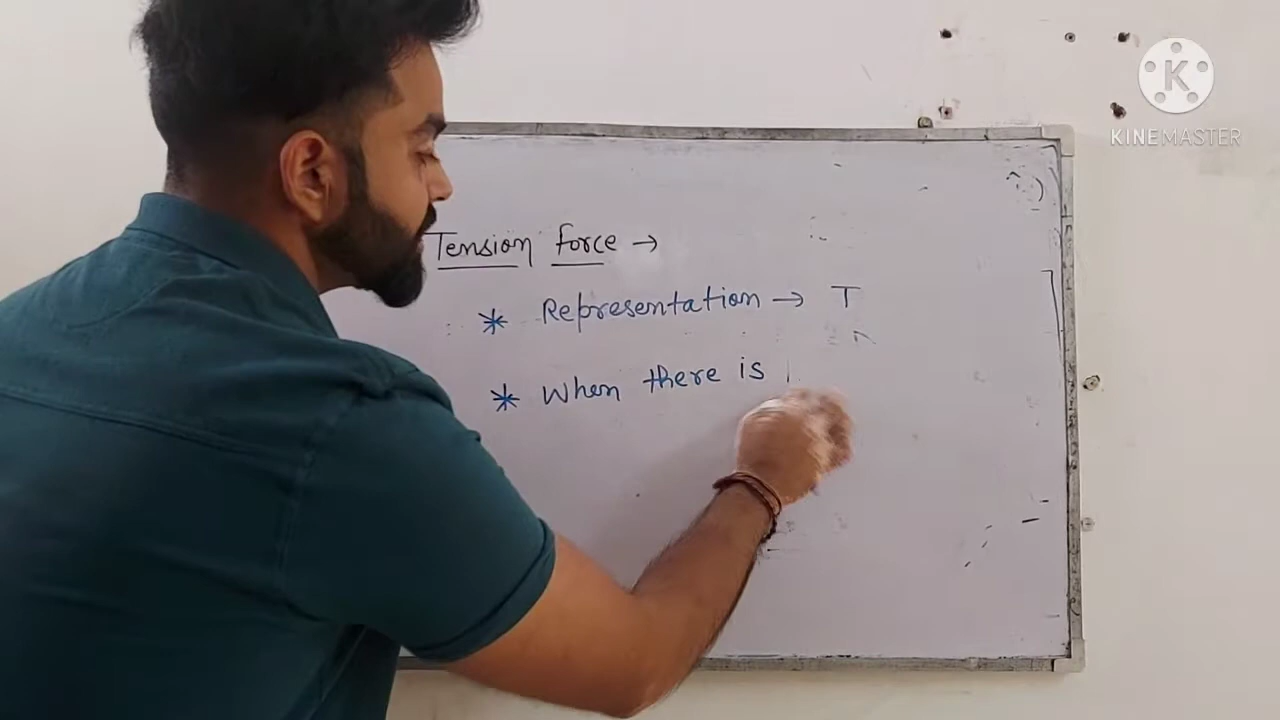 K
KINEMASTER
Tension force →
* Representation → T
* When there is